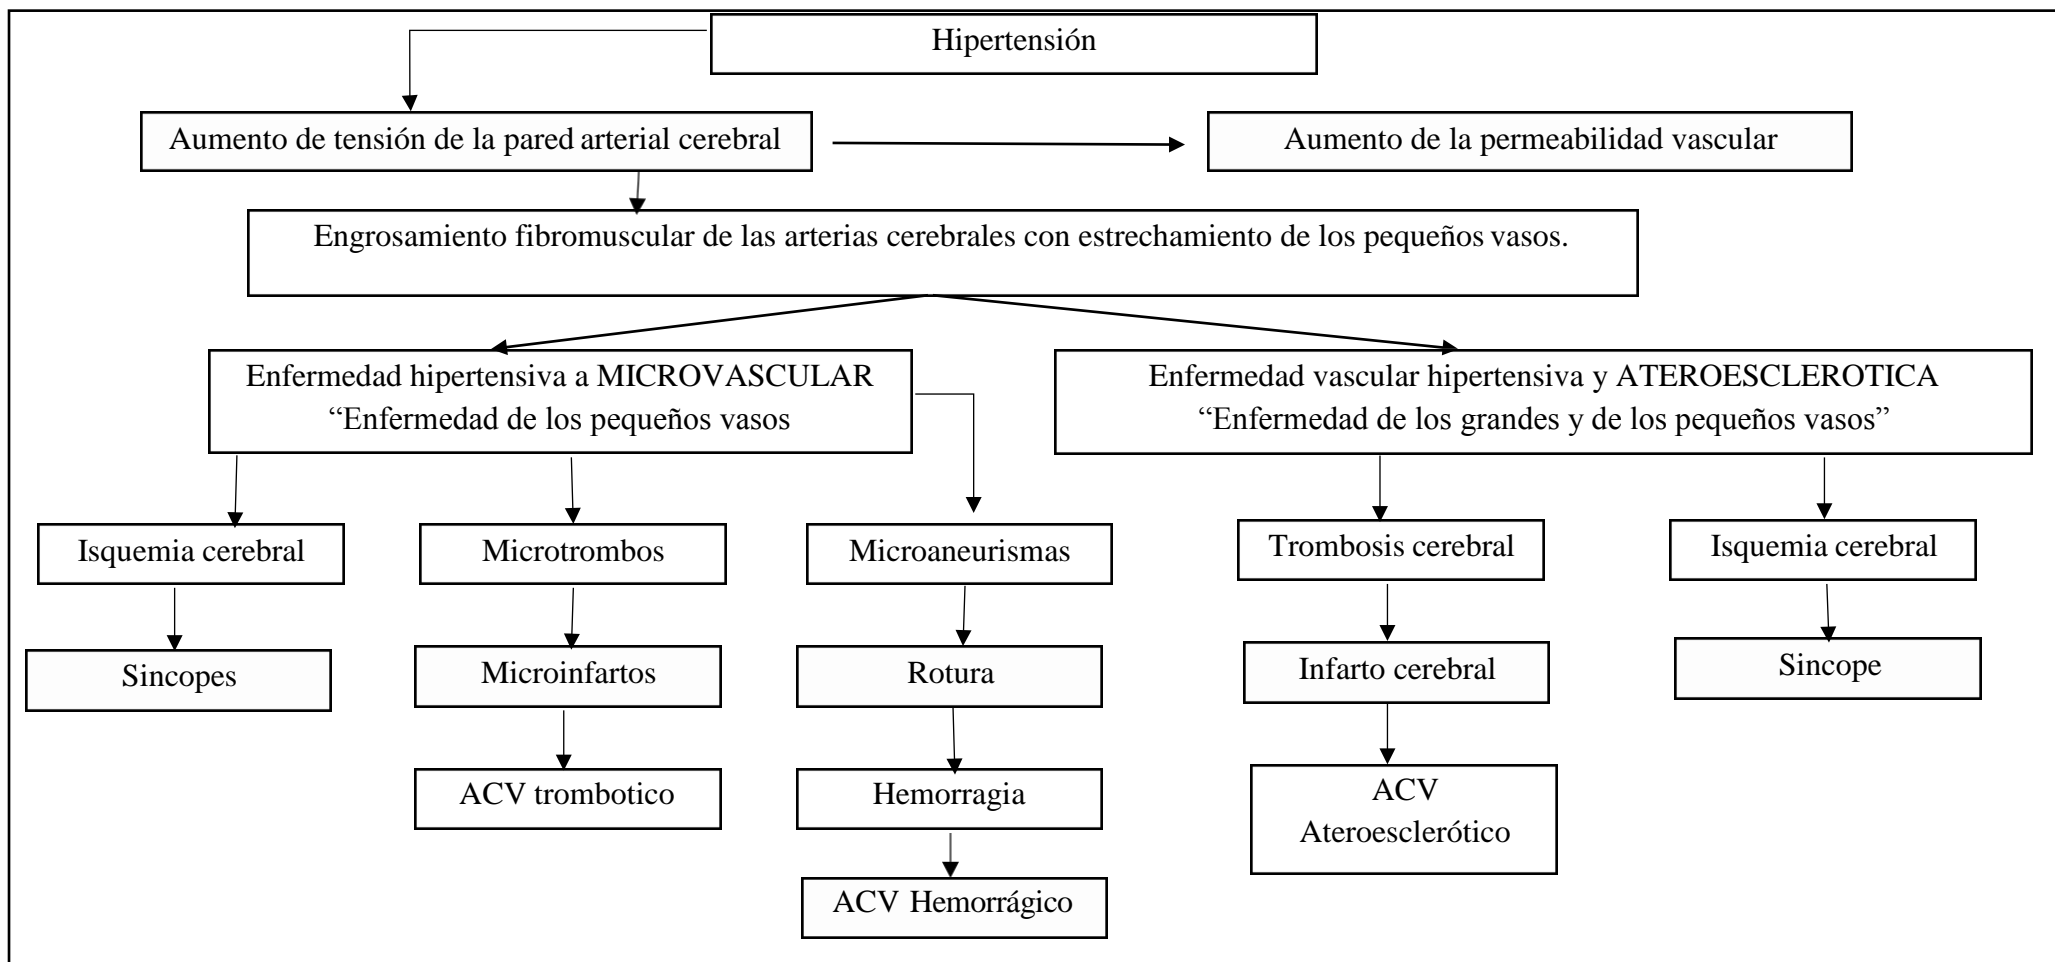 Hipertensión
Aumento de tensión de la pared arterial cerebral
Aumento de la permeabilidad vascular
Engrosamiento fibromuscular de las arterias cerebrales con estrechamiento de los pequeños vasos.
Enfermedad hipertensiva a MICROVASCULAR
“Enfermedad de los pequeños vasos
Enfermedad vascular hipertensiva y ATEROESCLEROTICA
“Enfermedad de los grandes y de los pequeños vasos”
Isquemia cerebral
Microtrombos
Microaneurismas
Trombosis cerebral
Isquemia cerebral
Sincopes
Microinfartos
Rotura
Infarto cerebral
Sincope
ACV trombotico
Hemorragia
ACV
Ateroesclerótico
ACV Hemorrágico